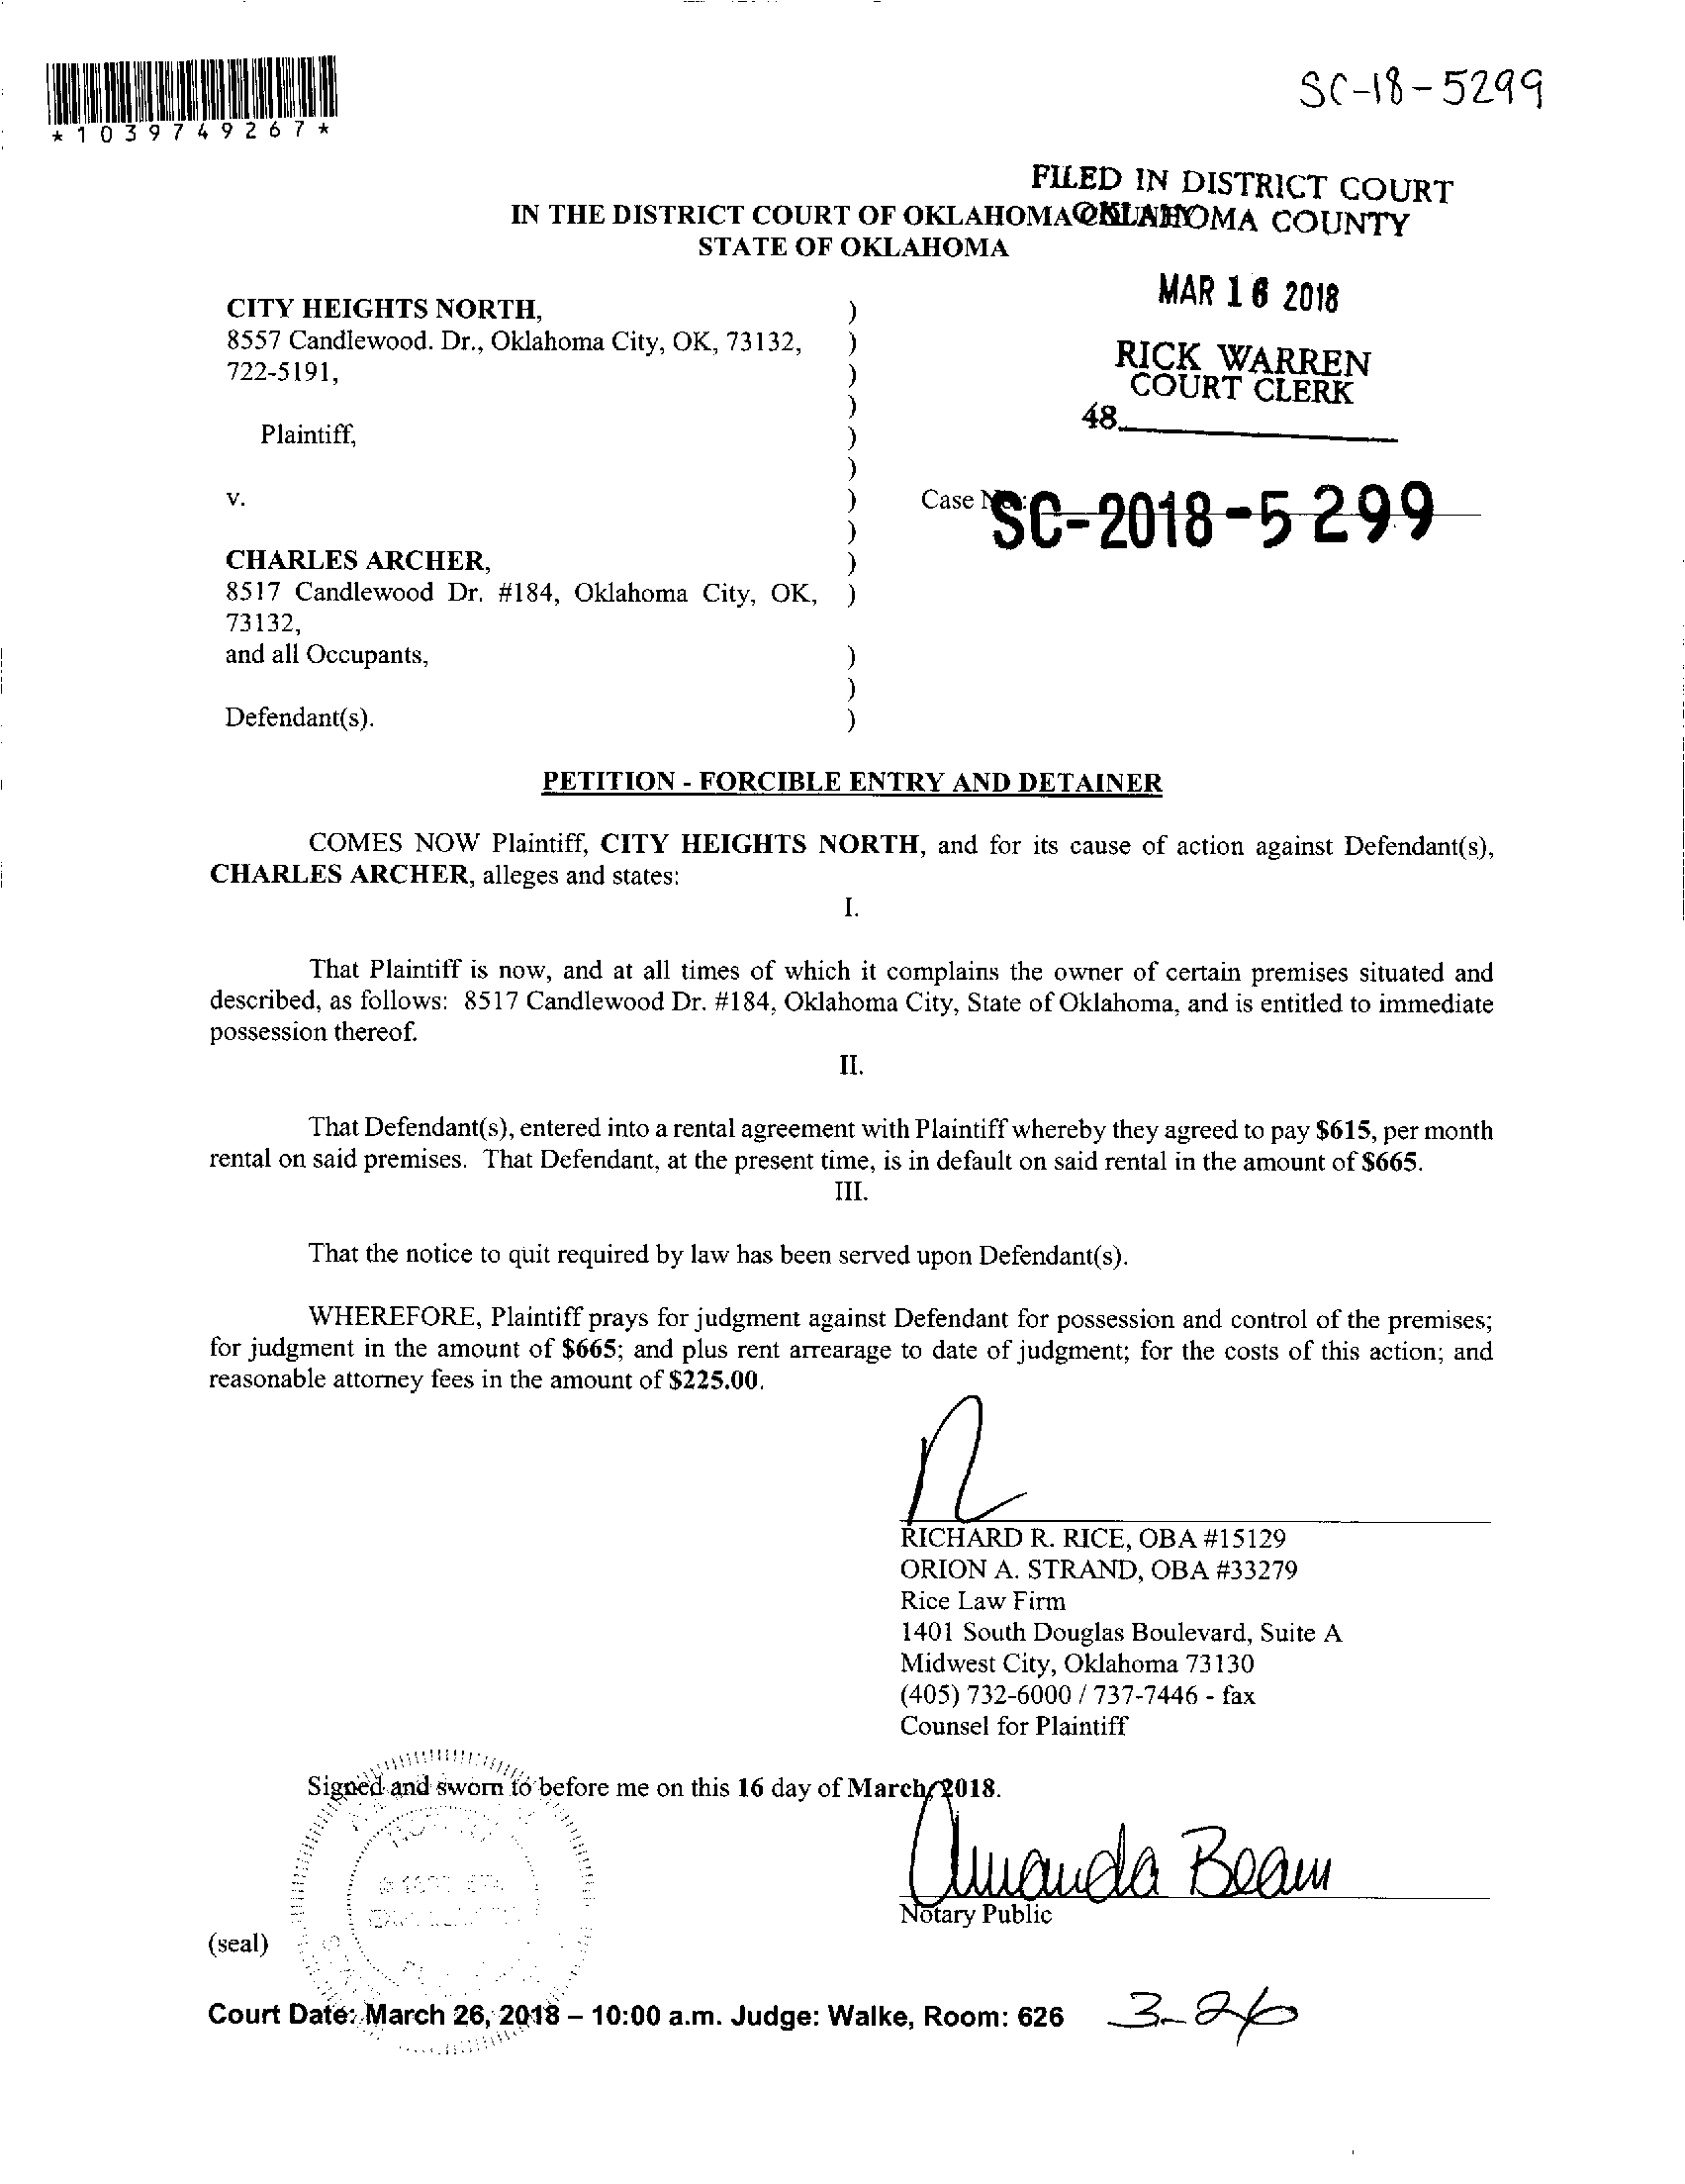 SC-18-5299
*1039749267*
FILED IN DISTRICT COURT
OKLAHOMA COUNTY
IN THE DISTRICT COURT OF OKLAHOMA COUNTY
STATE OF OKLAHOMA
MAR 16 2018
RICK WARREN
COURT CLERK
48
CITY HEIGHTS NORTH, )
8557 Candlewood. Dr., Oklahoma City, OK, 73132, )
722-5191, )
)
Plaintiff, )
)
v. ) Case No.: SC-2018-5299
)
CHARLES ARCHER, )
8517 Candlewood Dr. #184, Oklahoma City, OK, )
73132,
and all Occupants, )
)
Defendant(s). )
PETITION - FORCIBLE ENTRY AND DETAINER
COMES NOW Plaintiff, CITY HEIGHTS NORTH, and for its cause of action against Defendant(s),
CHARLES ARCHER, alleges and states:
I.
That Plaintiff is now, and at all times of which it complains the owner of certain premises situated and
described, as follows: 8517 Candlewood Dr. #184, Oklahoma City, State of Oklahoma, and is entitled to immediate
possession thereof.
II.
That Defendant(s), entered into a rental agreement with Plaintiff whereby they agreed to pay $615, per month
rental on said premises. That Defendant, at the present time, is in default on said rental in the amount of $665.
III.
That the notice to quit required by law has been served upon Defendant(s).
WHEREFORE, Plaintiff prays for judgment against Defendant for possession and control of the premises;
for judgment in the amount of $665; and plus rent arrearage to date of judgment; for the costs of this action; and
reasonable attorney fees in the amount of $225.00.
RICHARD R. RICE, OBA #15129
ORION A. STRAND, OBA #33279
Rice Law Firm
1401 South Douglas Boulevard, Suite A
Midwest City, Oklahoma 73130
(405) 732-6000 / 737-7446 - fax
Counsel for Plaintiff
Signed and sworn to before me on this 16 day of March, 2018.
Amanda Beam
Notary Public
(seal)
Court Date: March 26, 2018 – 10:00 a.m. Judge: Walke, Room: 626 3-26